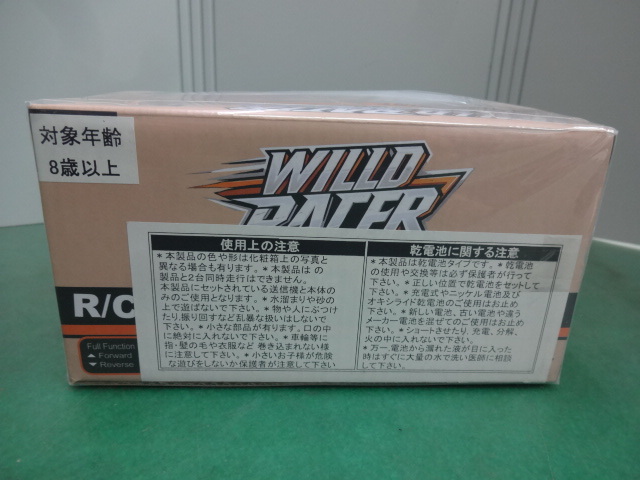 対象年齢
8歳以上
WILLD
RACER
R/C
Full Function
▲ Forward
▼ Reverse
使用上の注意
＊本製品の色や形は化粧箱上の写真と
異なる場合も有ります。＊本製品は の
製品と2台同時走行はできません。
本製品にセットされている送信機と本体の
みのご使用となります。＊水溜まりや砂の
上で遊ばないで下さい。＊物や人にぶつけ
たり、振り回すなど乱暴な扱いはしないで
下さい。＊小さな部品が有ります。口の中
に絶対に入れないで下さい。＊車輪等に
指・髪の毛や衣服など 巻き込まれない様
に注意して下さい。＊小さいお子様が危険
な遊びをしないか保護者が注意して下さい
乾電池に関する注意
＊本製品は乾電池タイプです。＊乾電池
の使用や交換等は必ず保護者が行って
下さい。＊正しい位置で乾電池をセットして
下さい。＊充電式やニッケル電池及び
オキシライド乾電池のご使用はお止め
下さい。＊新しい電池、古い電池や違う
メーカー電池を混ぜてのご使用はお止め
下さい。＊ショートさせたり、充電、分解、
火の中に入れないで下さい。
＊万一、電池から漏れた液が目に入った
時はすぐに大量の水で洗い医師に相談
して下さい。